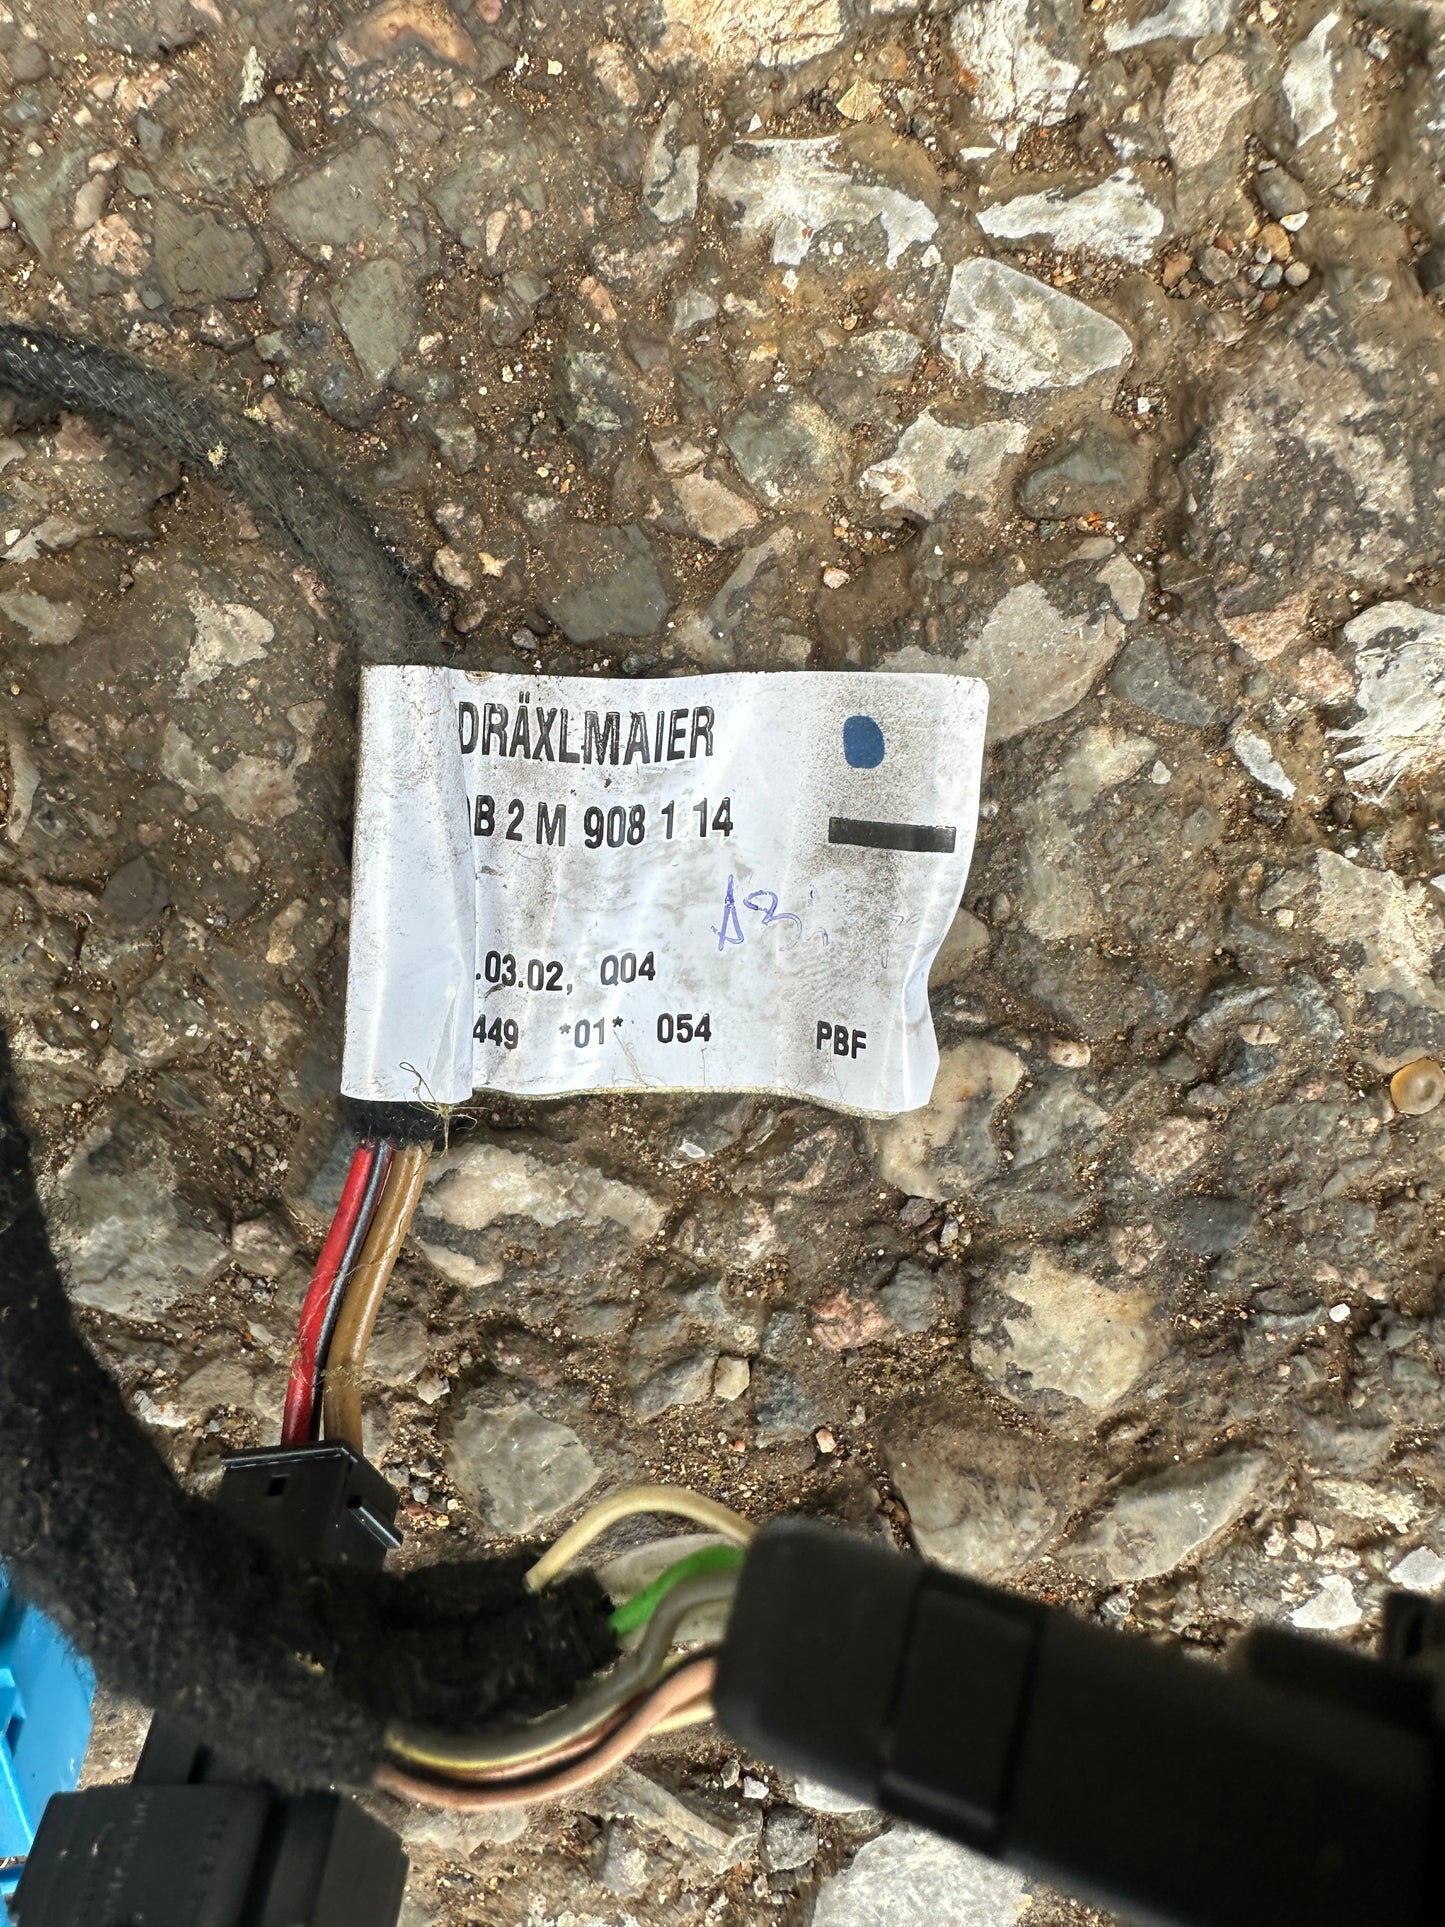 DRÄXLMAIER
B 2 M 908 1 14
.03.02, Q04
449 *01* 054 PBF